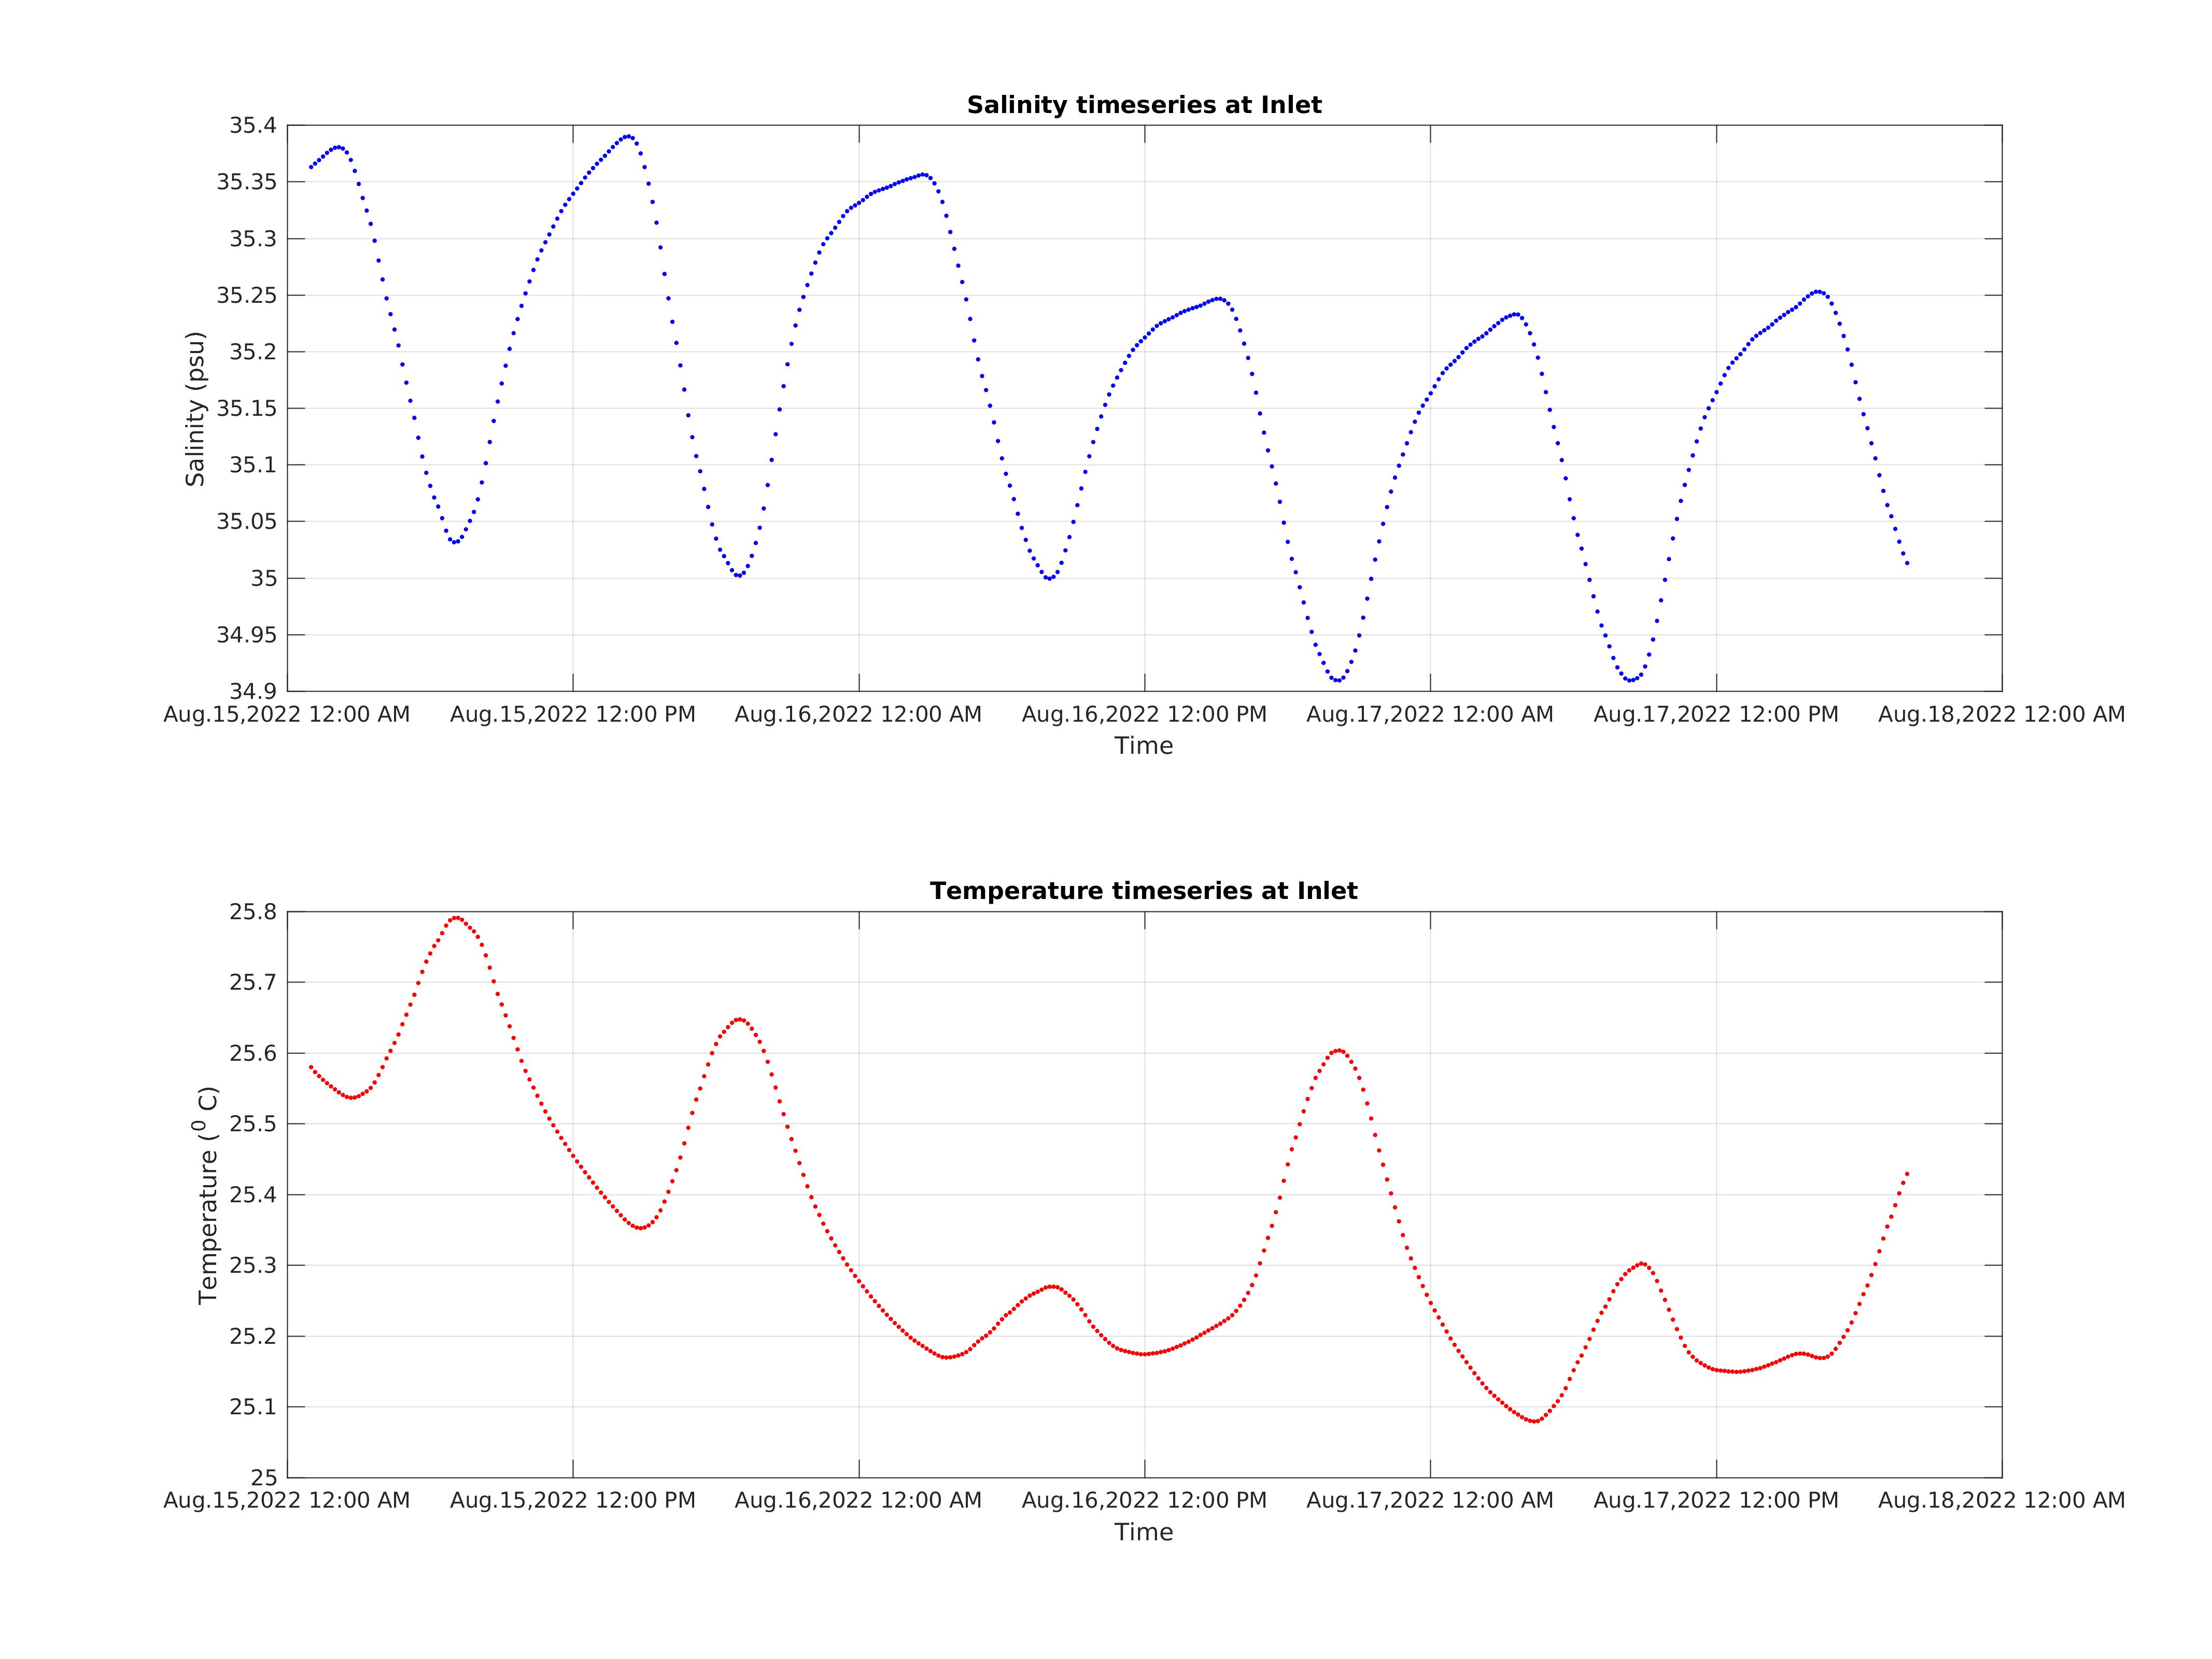 Salinity timeseries at Inlet
35.4
35.35
35.3
35.25
35.2
35.15
35.1
35.05
35
34.95
34.9
Salinity (psu)
Aug.15,2022 12:00 AM Aug.15,2022 12:00 PM Aug.16,2022 12:00 AM Aug.16,2022 12:00 PM Aug.17,2022 12:00 AM Aug.17,2022 12:00 PM Aug.18,2022 12:00 AM
Time
Temperature timeseries at Inlet
25.8
25.7
25.6
25.5
25.4
25.3
25.2
25.1
25
Temperature (⁰ C)
Aug.15,2022 12:00 AM Aug.15,2022 12:00 PM Aug.16,2022 12:00 AM Aug.16,2022 12:00 PM Aug.17,2022 12:00 AM Aug.17,2022 12:00 PM Aug.18,2022 12:00 AM
Time